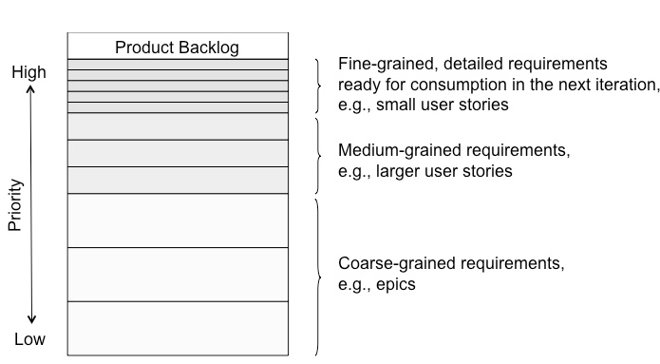 Product Backlog
High
Priority
Low
Fine-grained, detailed requirements
ready for consumption in the next iteration,
e.g., small user stories
Medium-grained requirements,
e.g., larger user stories
Coarse-grained requirements,
e.g., epics